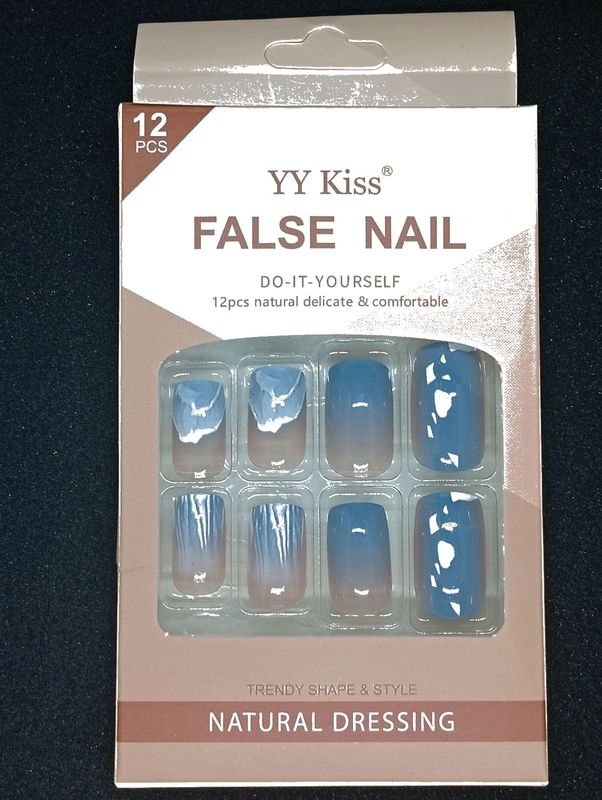 12
PCS
YY Kiss®
FALSE NAIL
DO-IT-YOURSELF
12pcs natural delicate & comfortable
TRENDY SHAPE & STYLE
NATURAL DRESSING